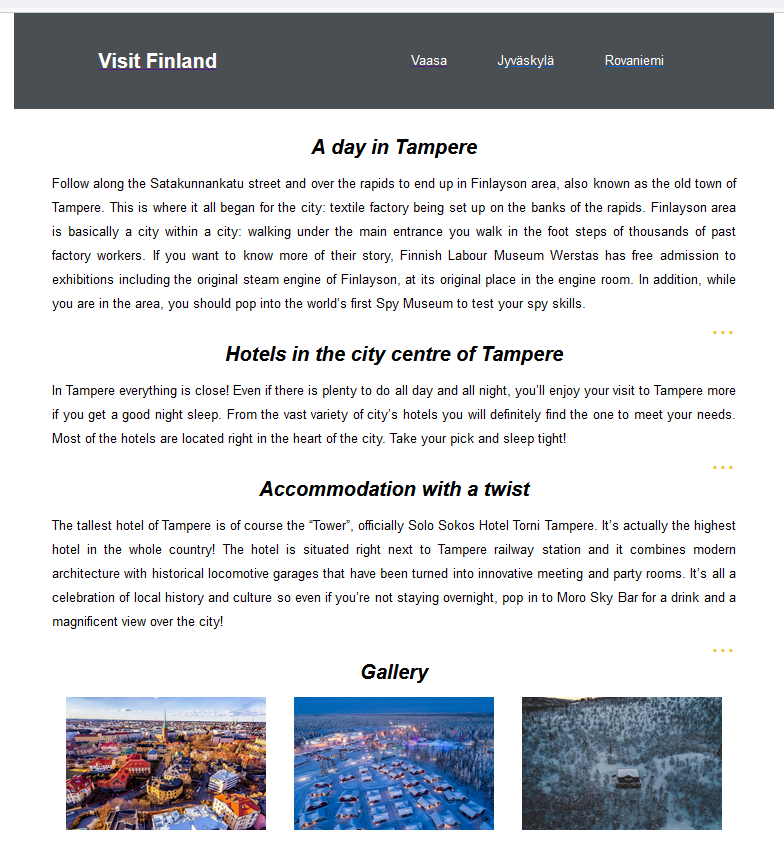 Visit Finland
Vaasa Jyväskylä Rovaniemi
A day in Tampere
Follow along the Satakunnankatu street and over the rapids to end up in Finlayson area, also known as the old town of
Tampere. This is where it all began for the city: textile factory being set up on the banks of the rapids. Finlayson area
is basically a city within a city: walking under the main entrance you walk in the foot steps of thousands of past
factory workers. If you want to know more of their story, Finnish Labour Museum Werstas has free admission to
exhibitions including the original steam engine of Finlayson, at its original place in the engine room. In addition, while
you are in the area, you should pop into the world’s first Spy Museum to test your spy skills.
...
Hotels in the city centre of Tampere
In Tampere everything is close! Even if there is plenty to do all day and all night, you’ll enjoy your visit to Tampere more
if you get a good night sleep. From the vast variety of city’s hotels you will definitely find the one to meet your needs.
Most of the hotels are located right in the heart of the city. Take your pick and sleep tight!
...
Accommodation with a twist
The tallest hotel of Tampere is of course the “Tower”, officially Solo Sokos Hotel Torni Tampere. It’s actually the highest
hotel in the whole country! The hotel is situated right next to Tampere railway station and it combines modern
architecture with historical locomotive garages that have been turned into innovative meeting and party rooms. It’s all a
celebration of local history and culture so even if you’re not staying overnight, pop in to Moro Sky Bar for a drink and a
magnificent view over the city!
...
Gallery